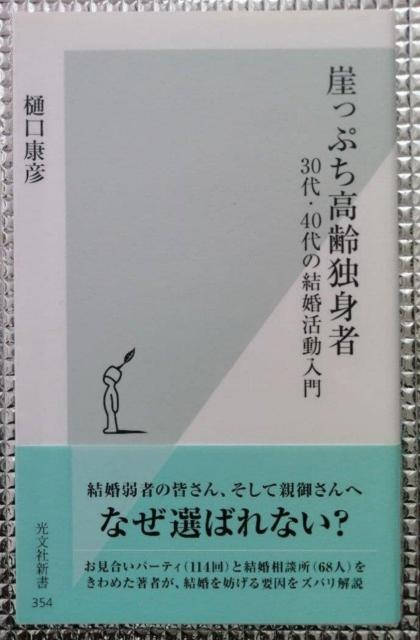 崖っぷち高齢独身者
30代・40代の結婚活動入門
樋口康彦
結婚弱者の皆さん、そして親御さんへ
なぜ選ばれない?
お見合いパーティ(114回)と結婚相談所(68人)を
きわめた著者が、結婚を妨げる要因をズバリ解説
光文社新書
354